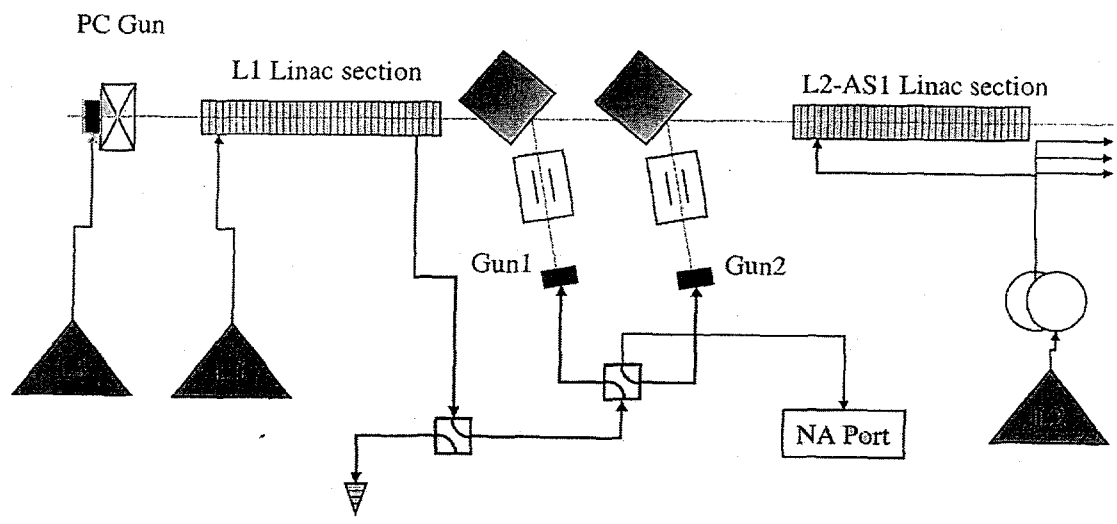 PC Gun
L1 Linac section
L2-AS1 Linac section
Gun1
Gun2
NA Port